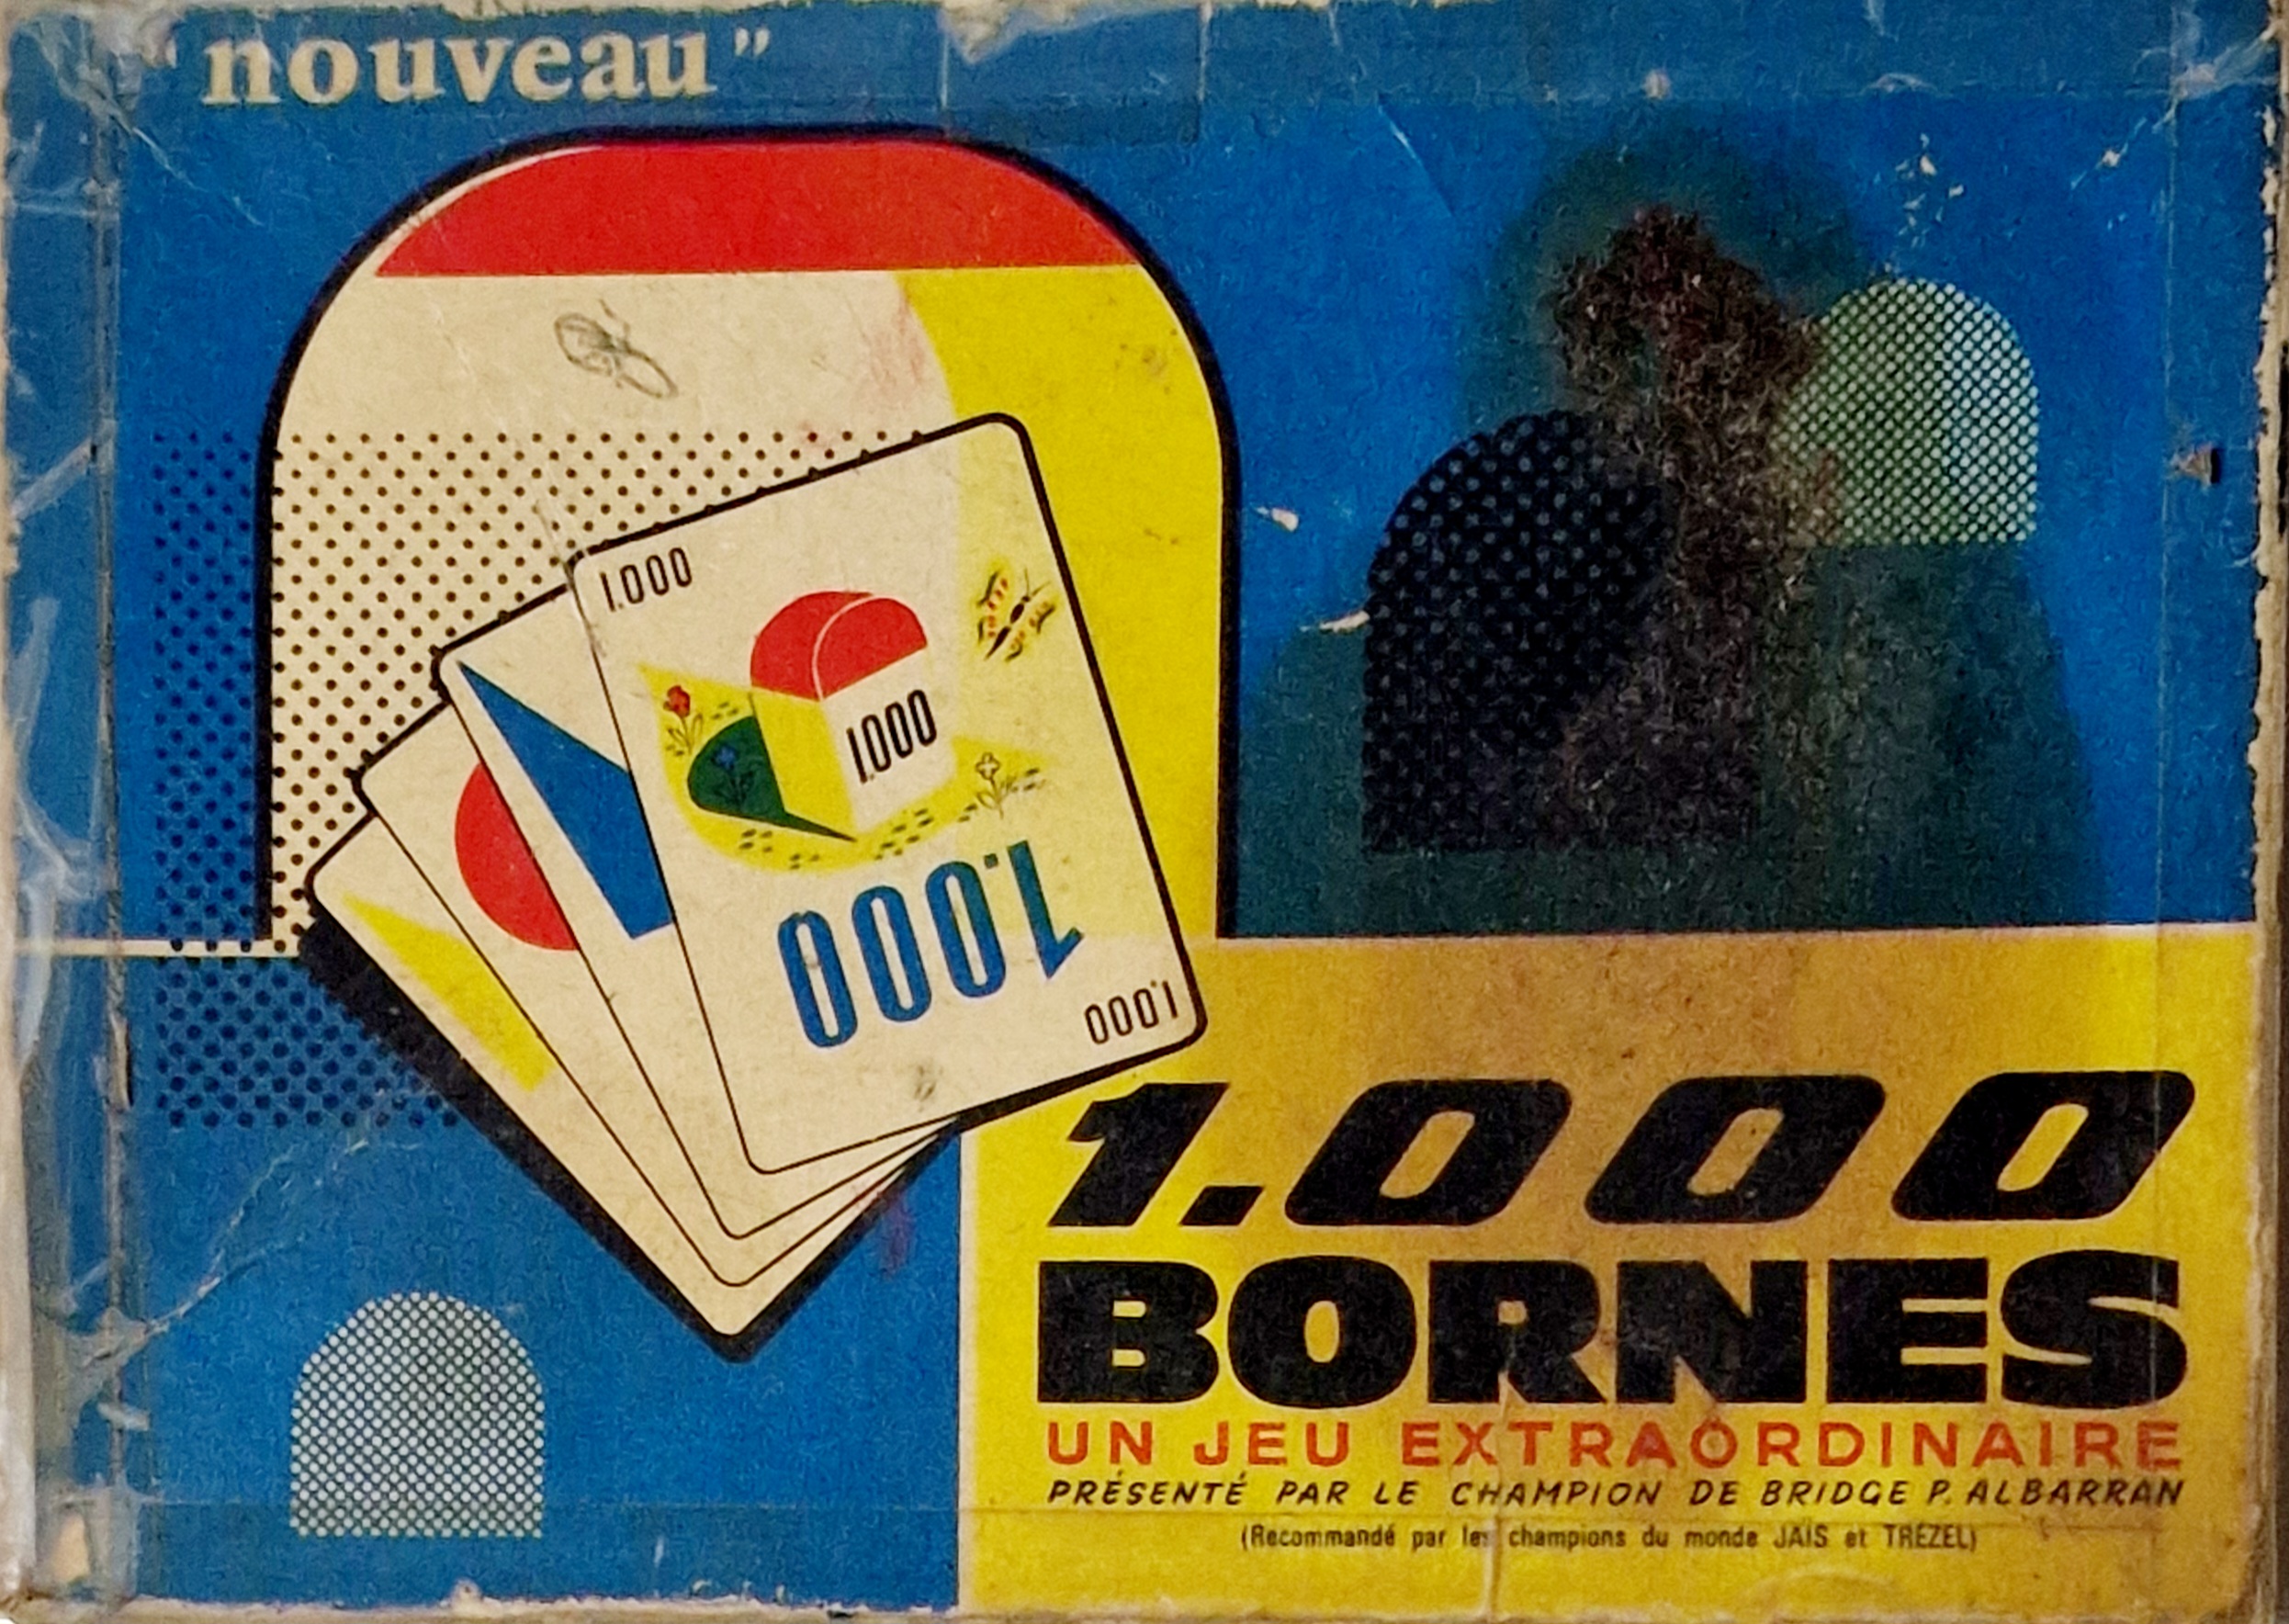 "nouveau"
1.000
1.000
1.000
1.000
1.000
BORNES
UN JEU EXTRAORDINAIRE
PRÉSENTÉ PAR LE CHAMPION DE BRIDGE P. ALBARRAN
(Recommandé par les champions du monde JAÏS et TRÉZEL)